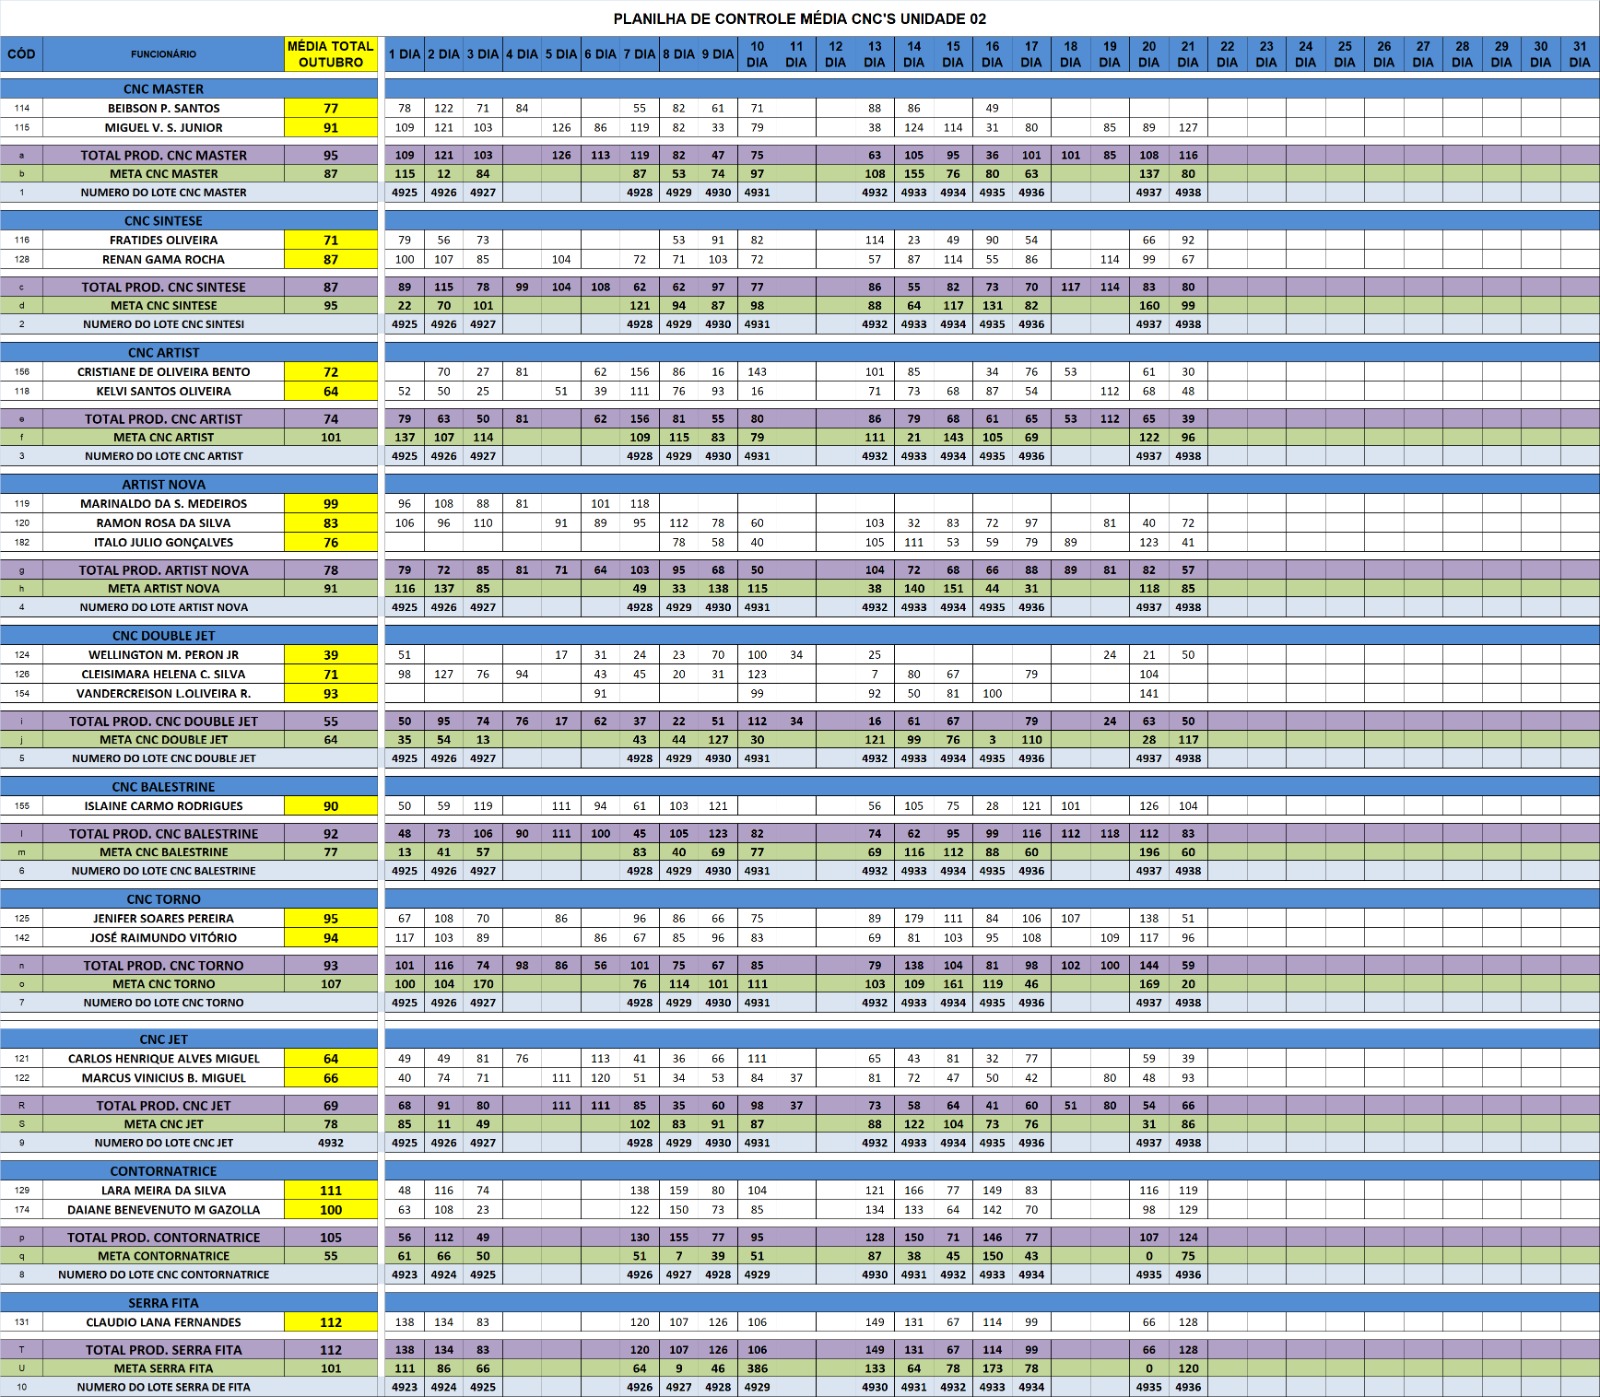 PLANILHA DE CONTROLE MÉDIA CNC'S UNIDADE 02
CÓD FUNCIONÁRIO MÉDIA TOTAL OUTUBRO 1 DIA 2 DIA 3 DIA 4 DIA 5 DIA 6 DIA 7 DIA 8 DIA 9 DIA 10 DIA 11 DIA 12 DIA 13 DIA 14 DIA 15 DIA 16 DIA 17 DIA 18 DIA 19 DIA 20 DIA 21 DIA 22 DIA 23 DIA 24 DIA 25 DIA 26 DIA 27 DIA 28 DIA 29 DIA 30 DIA 31 DIA
CNC MASTER
114 BEIBSON P. SANTOS 77 78 122 71 84 55 82 61 71 88 86 49
115 MIGUEL V. S. JUNIOR 91 109 121 103 126 86 119 82 33 79 38 124 114 31 80 85 89 127
a TOTAL PROD. CNC MASTER 95 109 121 103 126 113 119 82 47 75 63 105 95 36 101 101 85 108 116
b META CNC MASTER 87 115 12 84 87 53 74 97 108 155 76 80 63 137 80
1 NUMERO DO LOTE CNC MASTER 4925 4926 4927 4928 4929 4930 4931 4932 4933 4934 4935 4936 4937 4938
CNC SINTESE
116 FRATIDES OLIVEIRA 71 79 56 73 53 91 82 114 23 49 90 54 66 92
128 RENAN GAMA ROCHA 87 100 107 85 104 72 71 103 72 57 87 114 55 86 114 99 67
c TOTAL PROD. CNC SINTESE 87 89 115 78 99 104 108 62 62 97 77 86 55 82 73 70 117 114 83 80
d META CNC SINTESE 95 22 70 101 121 94 87 98 88 64 117 131 82 160 99
2 NUMERO DO LOTE CNC SINTESI 4925 4926 4927 4928 4929 4930 4931 4932 4933 4934 4935 4936 4937 4938
CNC ARTIST
156 CRISTIANE DE OLIVEIRA BENTO 72 70 27 81 62 156 86 16 143 101 85 34 76 53 61 30
118 KELVI SANTOS OLIVEIRA 64 52 50 25 51 39 111 76 93 16 71 73 68 87 54 112 68 48
e TOTAL PROD. CNC ARTIST 74 79 63 50 81 62 156 81 55 80 86 79 68 61 65 53 112 65 39
f META CNC ARTIST 101 137 107 114 109 115 83 79 111 21 143 105 69 122 96
3 NUMERO DO LOTE CNC ARTIST 4925 4926 4927 4928 4929 4930 4931 4932 4933 4934 4935 4936 4937 4938
ARTIST NOVA
119 MARINALDO DA S. MEDEIROS 99 96 108 88 81 101 118
120 RAMON ROSA DA SILVA 83 106 96 110 91 89 95 112 78 60 103 32 83 72 97 81 40 72
182 ITALO JULIO GONÇALVES 76 78 58 40 105 111 53 59 79 89 123 41
g TOTAL PROD. ARTIST NOVA 78 79 72 85 81 71 64 103 95 68 50 104 72 68 66 88 89 81 82 57
h META ARTIST NOVA 91 116 137 85 49 33 138 115 38 140 151 44 31 118 85
4 NUMERO DO LOTE ARTIST NOVA 4925 4926 4927 4928 4929 4930 4931 4932 4933 4934 4935 4936 4937 4938
CNC DOUBLE JET
124 WELLINGTON M. PERON JR 39 51 17 31 24 23 70 100 34 25 24 21 50
126 CLEISIMARA HELENA C. SILVA 71 98 127 76 94 43 45 20 31 123 7 80 67 79 104
154 VANDERCREISON L.OLIVEIRA R. 93 91 99 92 50 81 100 141
i TOTAL PROD. CNC DOUBLE JET 55 50 95 74 76 17 62 37 22 51 112 34 16 61 67 79 24 63 50
j META CNC DOUBLE JET 64 35 54 13 43 44 127 30 121 99 76 3 110 28 117
5 NUMERO DO LOTE CNC DOUBLE JET 4925 4926 4927 4928 4929 4930 4931 4932 4933 4934 4935 4936 4937 4938
CNC BALESTRINE
155 ISLAINE CARMO RODRIGUES 90 50 59 119 111 94 61 103 121 56 105 75 28 121 101 126 104
l TOTAL PROD. CNC BALESTRINE 92 48 73 106 90 111 100 45 105 123 82 74 62 95 99 116 112 118 112 83
m META CNC BALESTRINE 77 13 41 57 83 40 69 77 69 116 112 88 60 196 60
6 NUMERO DO LOTE CNC BALESTRINE 4925 4926 4927 4928 4929 4930 4931 4932 4933 4934 4935 4936 4937 4938
CNC TORNO
125 JENIFER SOARES PEREIRA 95 67 108 70 86 96 86 66 75 89 179 111 84 106 107 138 51
142 JOSÉ RAIMUNDO VITÓRIO 94 117 103 89 86 67 85 96 83 69 81 103 95 108 109 117 96
n TOTAL PROD. CNC TORNO 93 101 116 74 98 86 56 101 75 67 85 79 138 104 81 98 102 100 144 59
o META CNC TORNO 107 100 104 170 76 114 101 111 103 109 161 119 46 169 20
7 NUMERO DO LOTE CNC TORNO 4925 4926 4927 4928 4929 4930 4931 4932 4933 4934 4935 4936 4937 4938
CNC JET
121 CARLOS HENRIQUE ALVES MIGUEL 64 49 49 81 76 113 41 36 66 111 65 43 81 32 77 59 39
122 MARCUS VINICIUS B. MIGUEL 66 40 74 71 111 120 51 34 53 84 37 81 72 47 50 42 80 48 93
R TOTAL PROD. CNC JET 69 68 91 80 111 111 85 35 60 98 37 73 58 64 41 60 51 80 54 66
S META CNC JET 78 85 11 49 102 83 91 87 88 122 104 73 76 31 86
9 NUMERO DO LOTE CNC JET 4932 4925 4926 4927 4928 4929 4930 4931 4932 4933 4934 4935 4936 4937 4938
CONTORNATRICE
129 LARA MEIRA DA SILVA 111 48 116 74 138 159 80 104 121 166 77 149 83 116 119
174 DAIANE BENEVENUTO M GAZOLLA 100 63 108 23 122 150 73 85 134 133 64 142 70 98 129
p TOTAL PROD. CONTORNATRICE 105 56 112 49 130 155 77 95 128 150 71 146 77 107 124
q META CONTORNATRICE 55 61 66 50 51 7 39 51 87 38 45 150 43 0 75
8 NUMERO DO LOTE CNC CONTORNATRICE 4923 4924 4925 4926 4927 4928 4929 4930 4931 4932 4933 4934 4935 4936
SERRA FITA
131 CLAUDIO LANA FERNANDES 112 138 134 83 120 107 126 106 149 131 67 114 99 66 128
T TOTAL PROD. SERRA FITA 112 138 134 83 120 107 126 106 149 131 67 114 99 66 128
U META SERRA FITA 101 111 86 66 64 9 46 386 133 64 78 173 78 0 120
10 NUMERO DO LOTE SERRA DE FITA 4923 4924 4925 4926 4927 4928 4929 4930 4931 4932 4933 4934 4935 4936